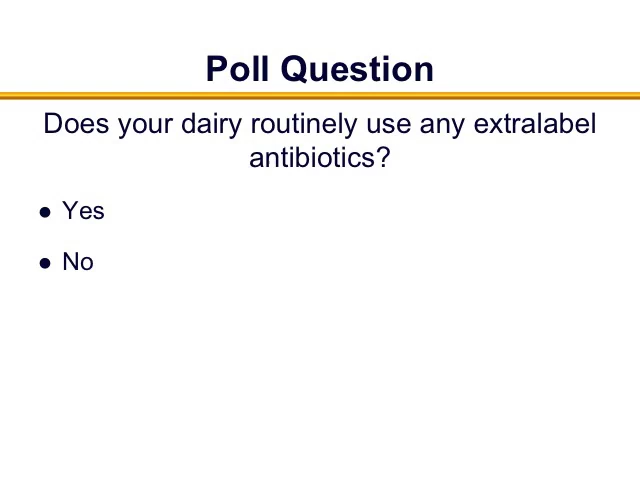 Poll Question
Does your dairy routinely use any extralabel
antibiotics?
● Yes
● No